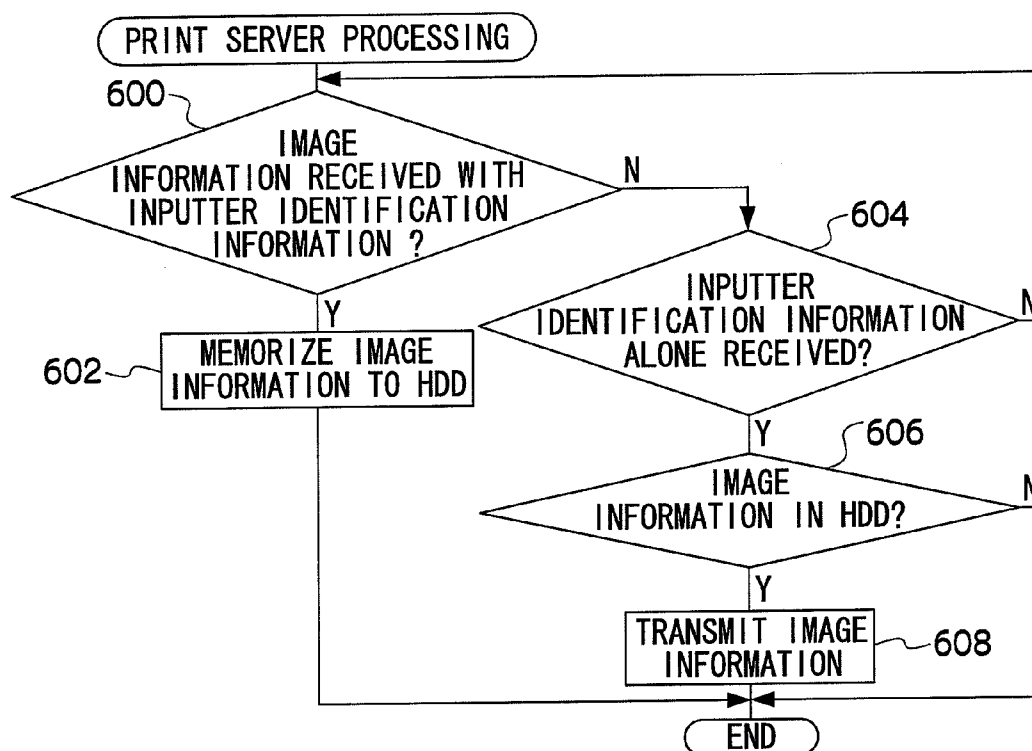 PRINT SERVER PROCESSING
600
IMAGE
INFORMATION RECEIVED WITH
INPUTTER IDENTIFICATION
INFORMATION ?
N
Y
604
INPUTTER
IDENTIFICATION INFORMATION
ALONE RECEIVED?
N
602
MEMORIZE IMAGE
INFORMATION TO HDD
Y
606
IMAGE
INFORMATION IN HDD?
N
Y
TRANSMIT IMAGE
INFORMATION
608
END